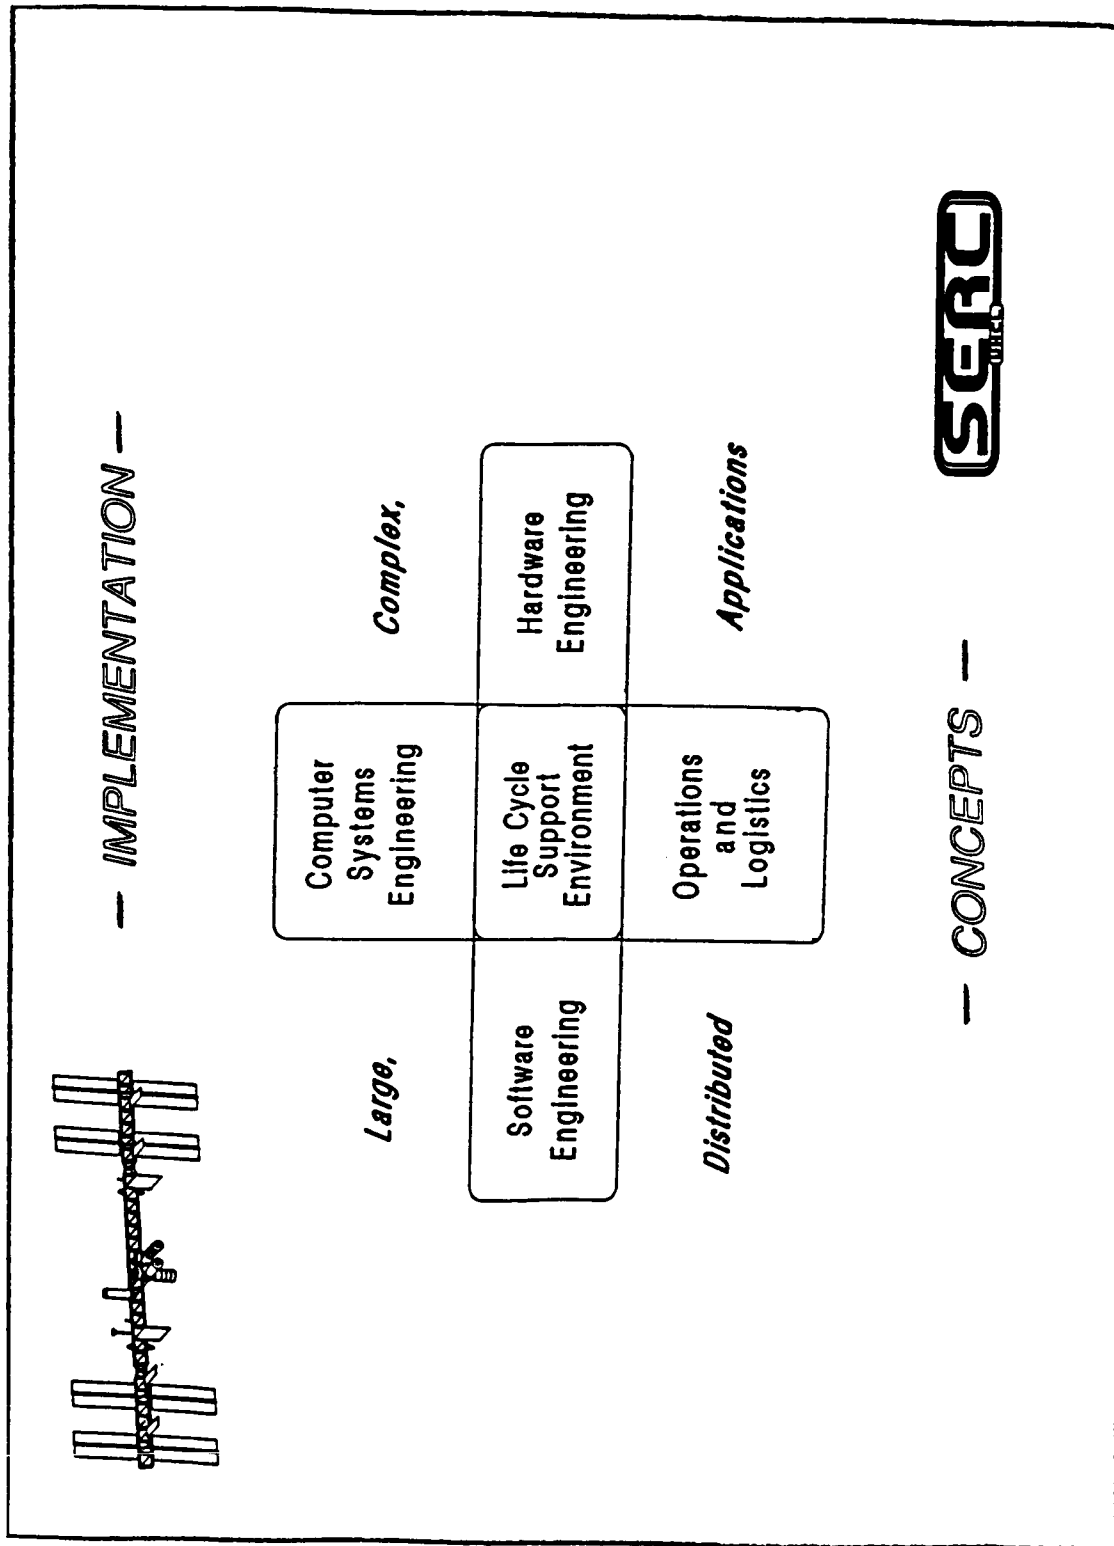 — IMPLEMENTATION —
Large,
Complex,
Computer
Systems
Engineering
Software
Engineering
Life Cycle
Support
Environment
Hardware
Engineering
Operations
and
Logistics
Distributed
Applications
— CONCEPTS —
SERC
UHCL